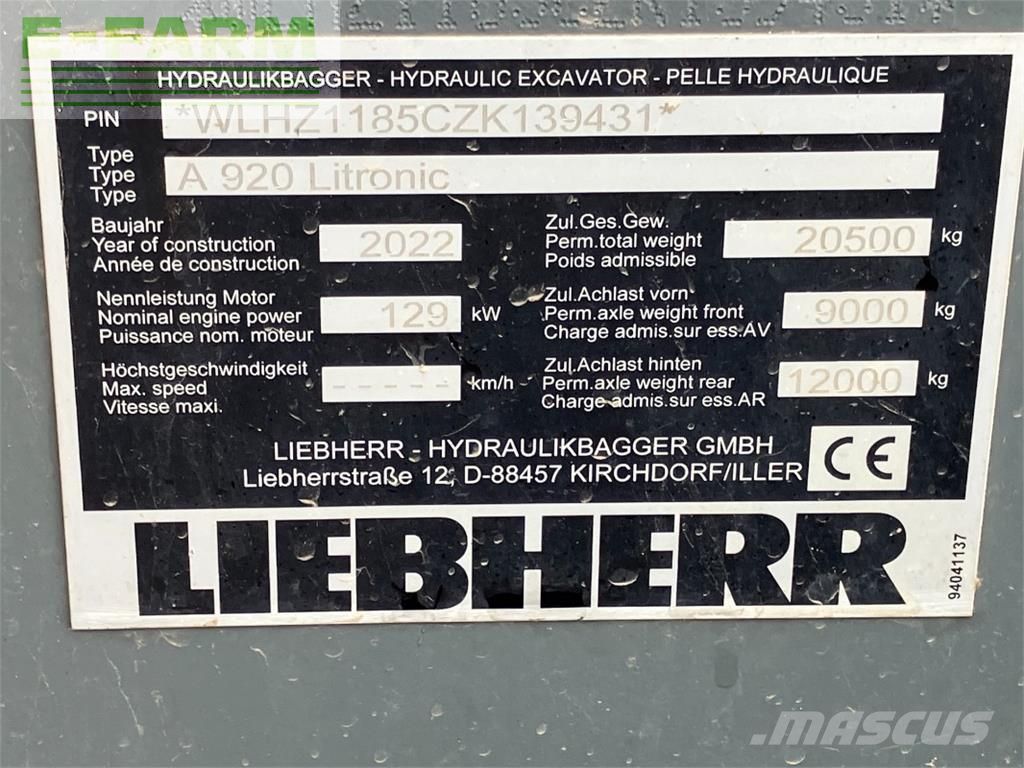 E-FARM
HYDRAULIKBAGGER - HYDRAULIC EXCAVATOR - PELLE HYDRAULIQUE
PIN *WLHZ1185CZK139431*
Type
Type A 920 Litronic
Type
Baujahr
Year of construction 2022
Année de construction
Zul.Ges.Gew.
Perm.total weight 20500 kg
Poids admissible
Nennleistung Motor
Nominal engine power 129 kW
Puissance nom. moteur
Zul.Achlast vorn
Perm.axle weight front 9000 kg
Charge admis.sur ess.AV
Höchstgeschwindigkeit
Max. speed - - - - - km/h
Vitesse maxi.
Zul.Achlast hinten
Perm.axle weight rear 12000 kg
Charge admis.sur ess.AR
LIEBHERR - HYDRAULIKBAGGER GMBH
Liebherrstraße 12, D-88457 KIRCHDORF/ILLER
CE
LIEBHERR
94041137
MASCUS